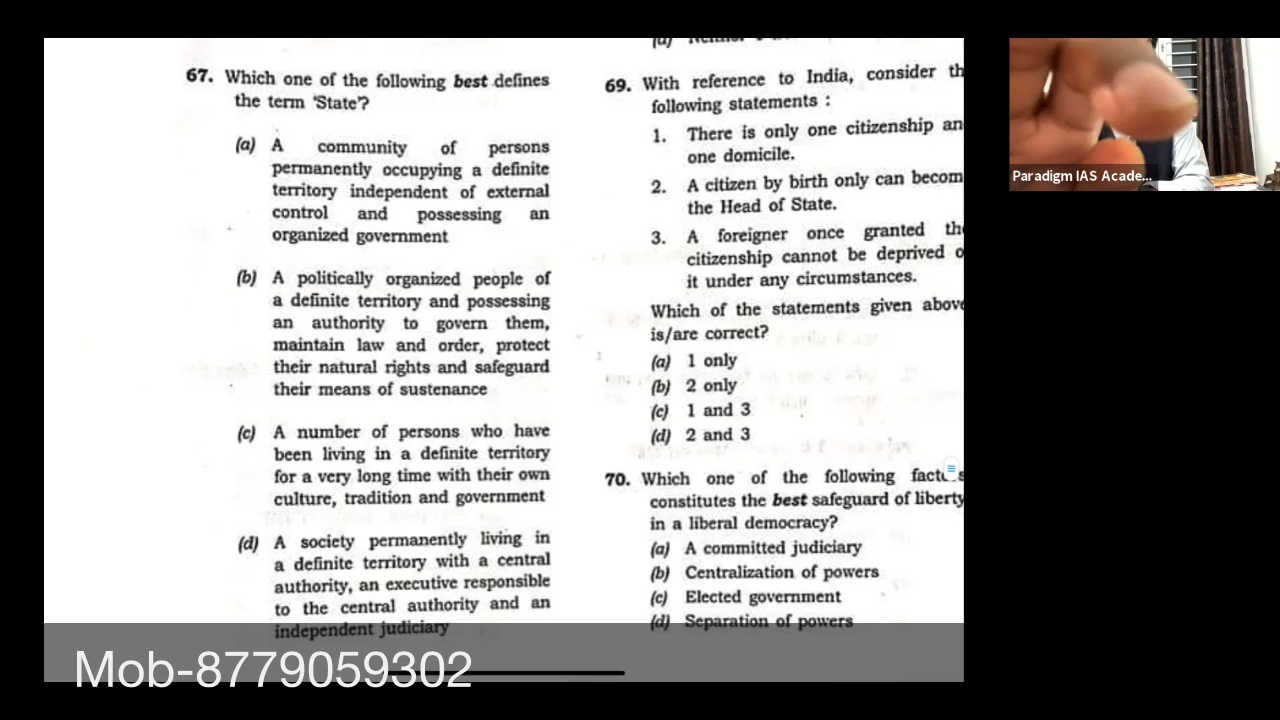 67. Which one of the following best defines
the term 'State'?
(a) A community of persons
permanently occupying a definite
territory independent of external
control and possessing an
organized government
(b) A politically organized people of
a definite territory and possessing
an authority to govern them,
maintain law and order, protect
their natural rights and safeguard
their means of sustenance
(c) A number of persons who have
been living in a definite territory
for a very long time with their own
culture, tradition and government
(d) A society permanently living in
a definite territory with a central
authority, an executive responsible
to the central authority and an
independent judiciary
(d)
69. With reference to India, consider th
following statements :
1. There is only one citizenship an
one domicile.
2. A citizen by birth only can becom
the Head of State.
3. A foreigner once granted the
citizenship cannot be deprived o
it under any circumstances.
Which of the statements given above
is/are correct?
(a) 1 only
(b) 2 only
(c) 1 and 3
(d) 2 and 3
70. Which one of the following
constitutes the best safeguard of liberty
in a liberal democracy?
(a) A committed judiciary
(b) Centralization of powers
(c) Elected government
(d) Separation of powers
Mob-8779059302
Paradigm IAS Acade...